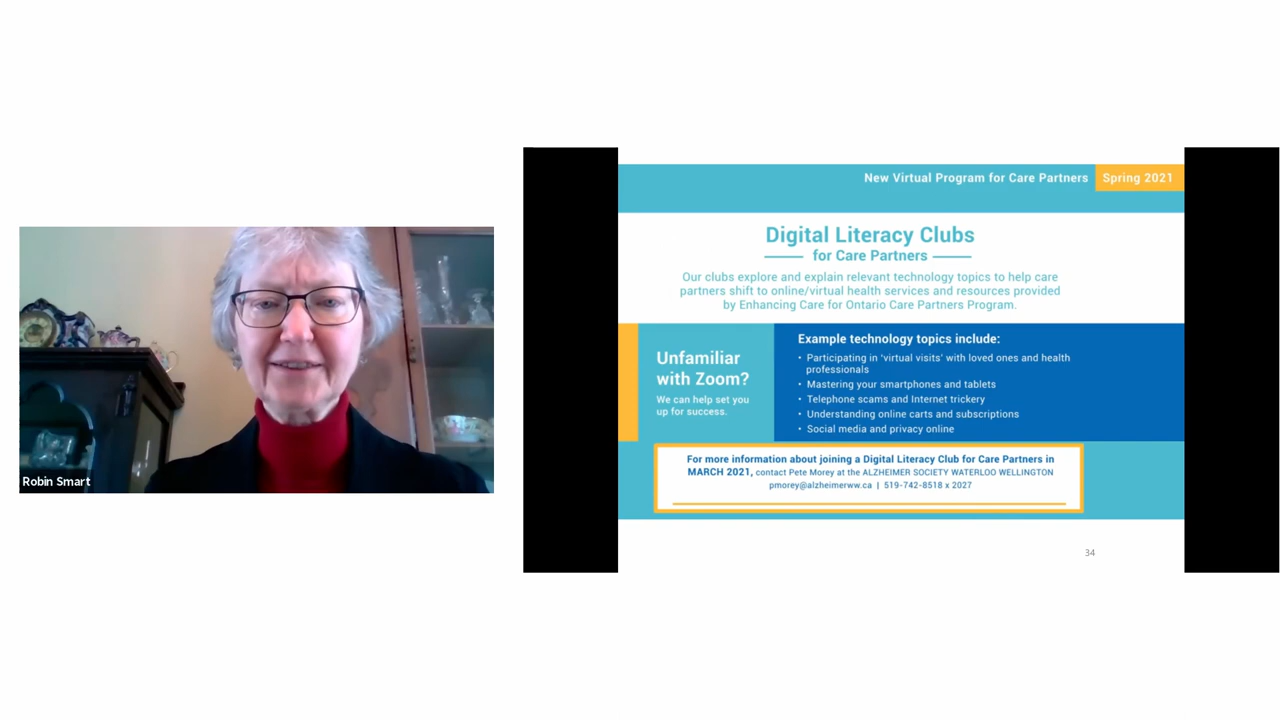 Robin Smart
New Virtual Program for Care Partners
Spring 2021
Digital Literacy Clubs
for Care Partners
Our clubs explore and explain relevant technology topics to help care
partners shift to online/virtual health services and resources provided
by Enhancing Care for Ontario Care Partners Program.
Unfamiliar
with Zoom?
We can help set you
up for success.
Example technology topics include:
• Participating in 'virtual visits' with loved ones and health
professionals
• Mastering your smartphones and tablets
• Telephone scams and Internet trickery
• Understanding online carts and subscriptions
• Social media and privacy online
For more information about joining a Digital Literacy Club for Care Partners in
MARCH 2021, contact Pete Morey at the ALZHEIMER SOCIETY WATERLOO WELLINGTON
pmorey@alzheimerww.ca | 519-742-8518 x 2027
34